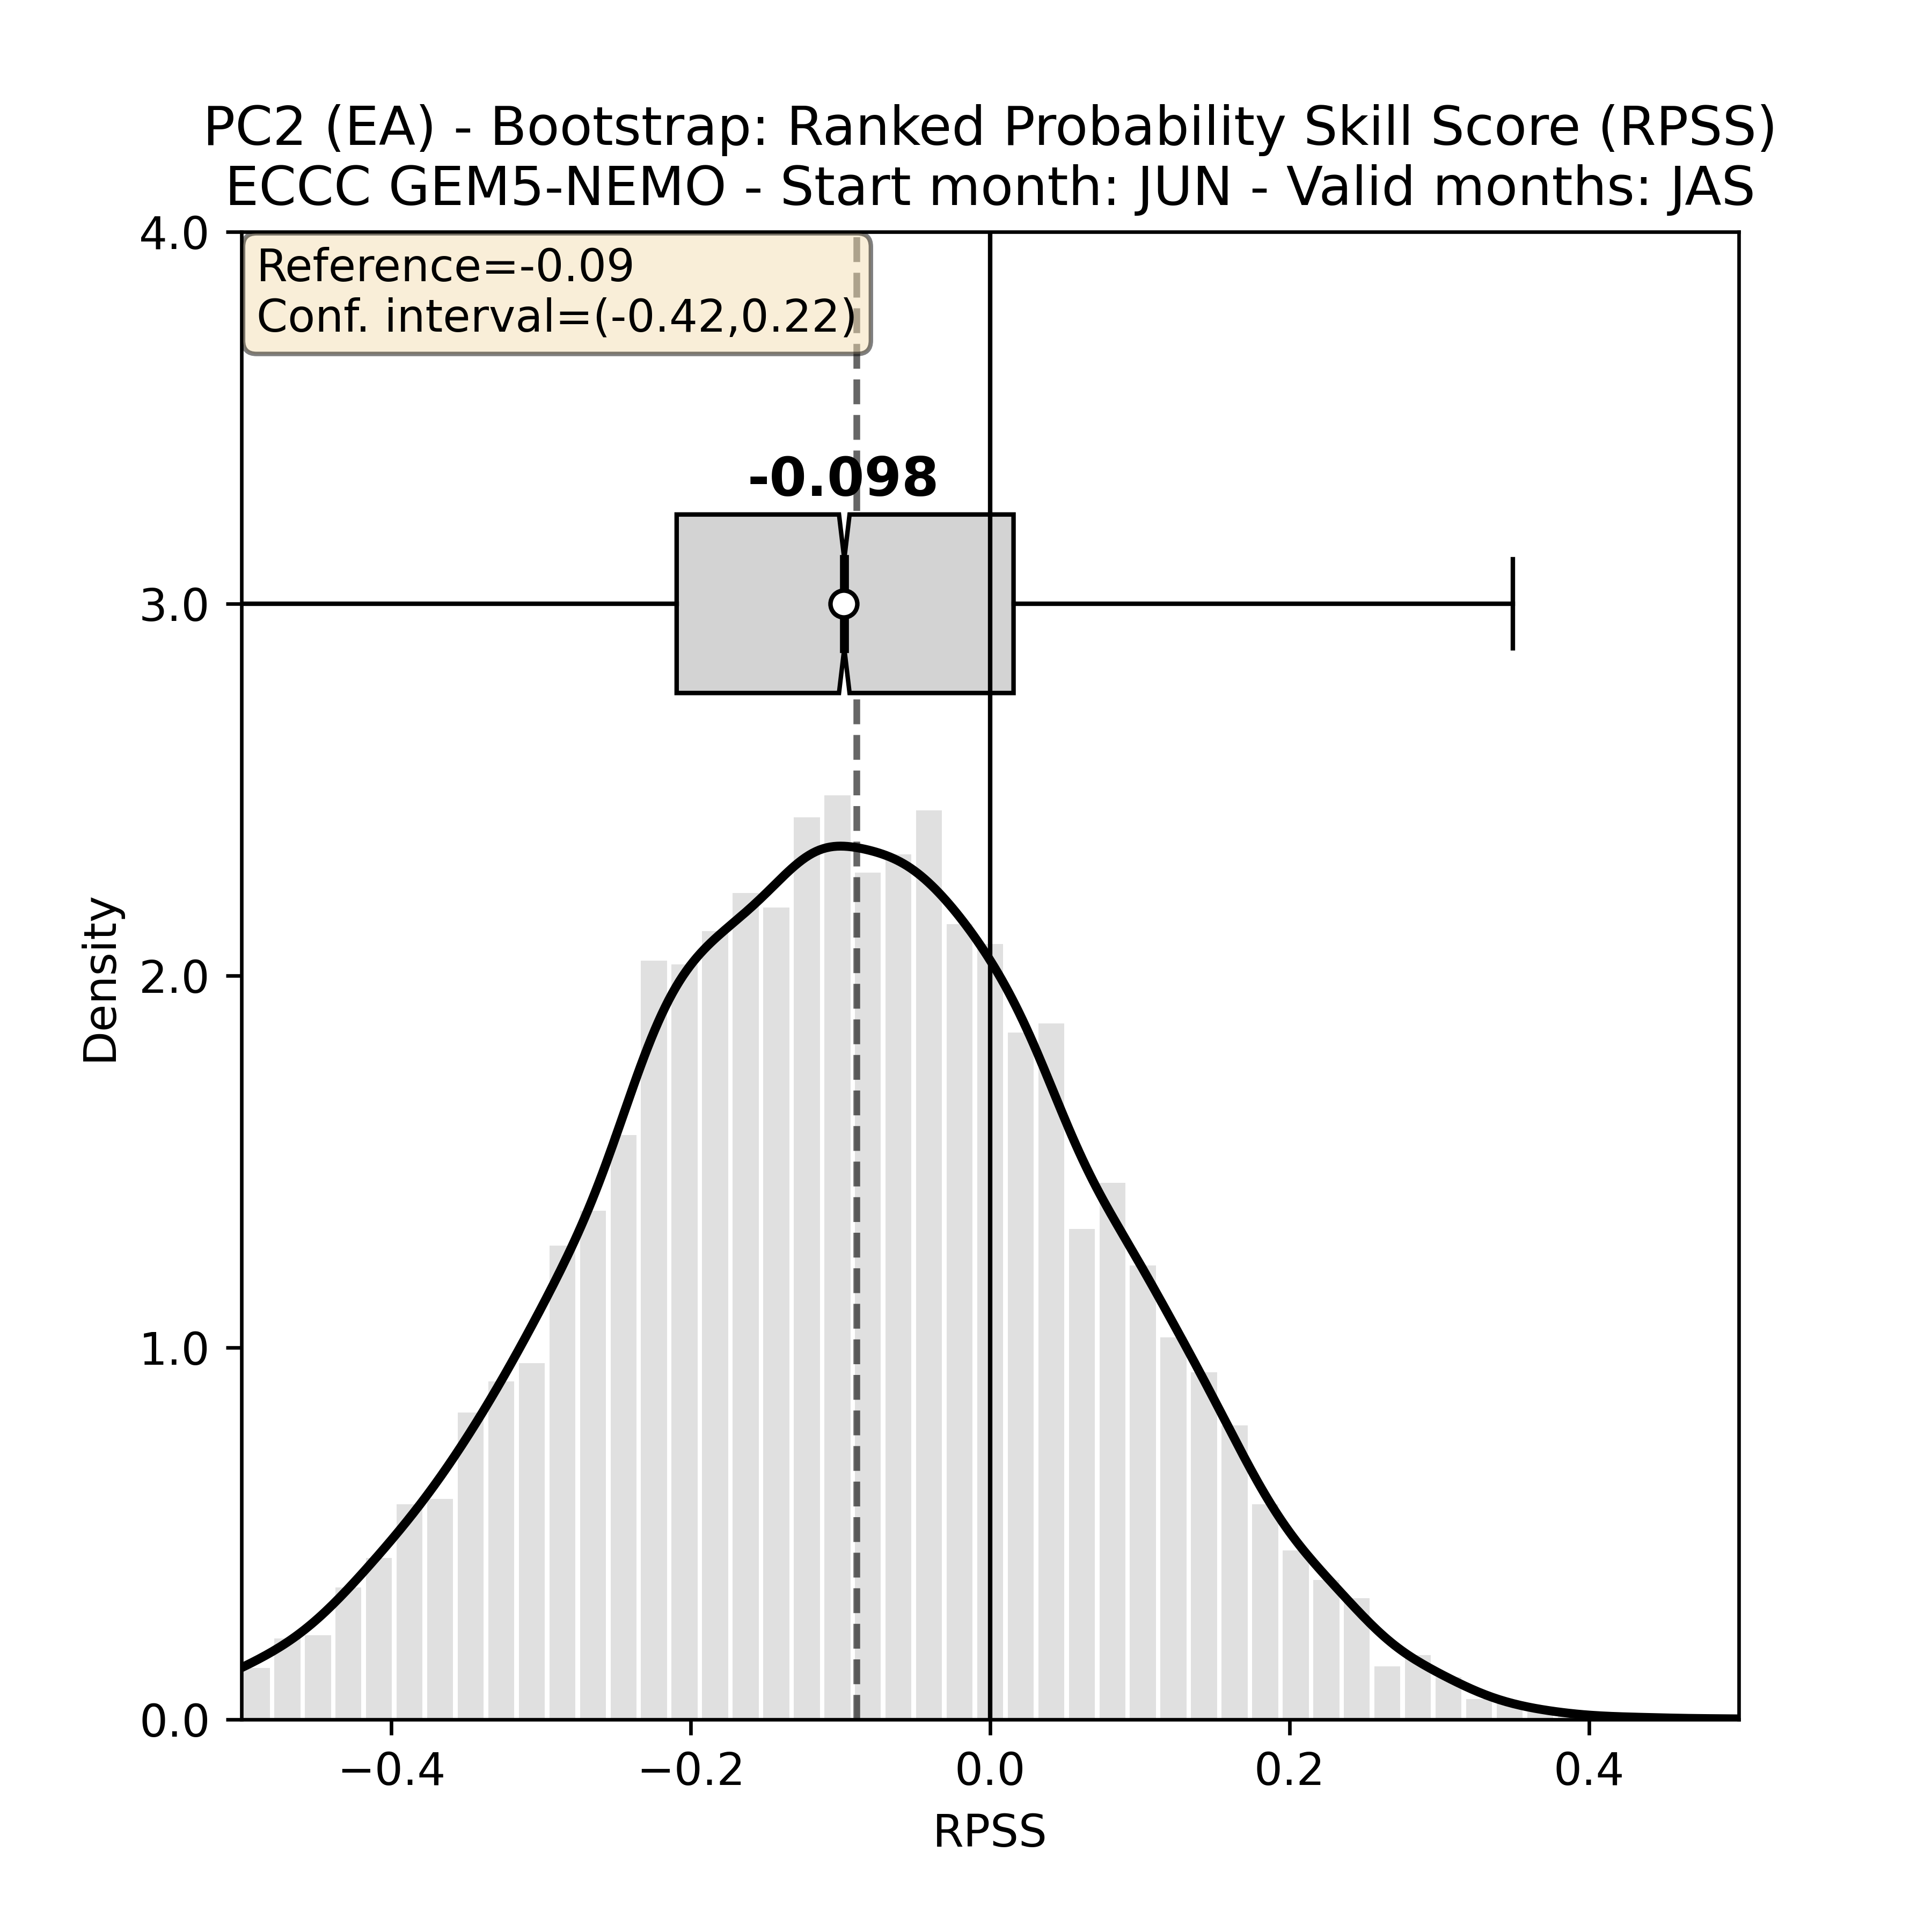 PC2 (EA) - Bootstrap: Ranked Probability Skill Score (RPSS)
ECCC GEM5-NEMO - Start month: JUN - Valid months: JAS
4.0
Reference=-0.09
Conf. interval=(-0.42,0.22)
-0.098
3.0
2.0
Density
1.0
0.0
−0.4 −0.2 0.0 0.2 0.4
RPSS